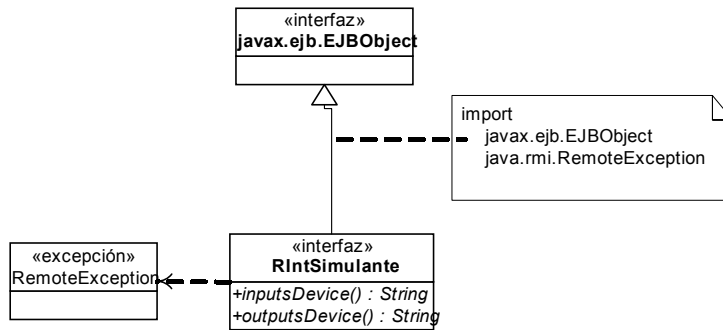 «interfaz»
javax.ejb.EJBObject
import
javax.ejb.EJBObject
java.rmi.RemoteException
«excepción»
RemoteException
«interfaz»
RIntSimulante
+inputsDevice() : String
+outputsDevice() : String